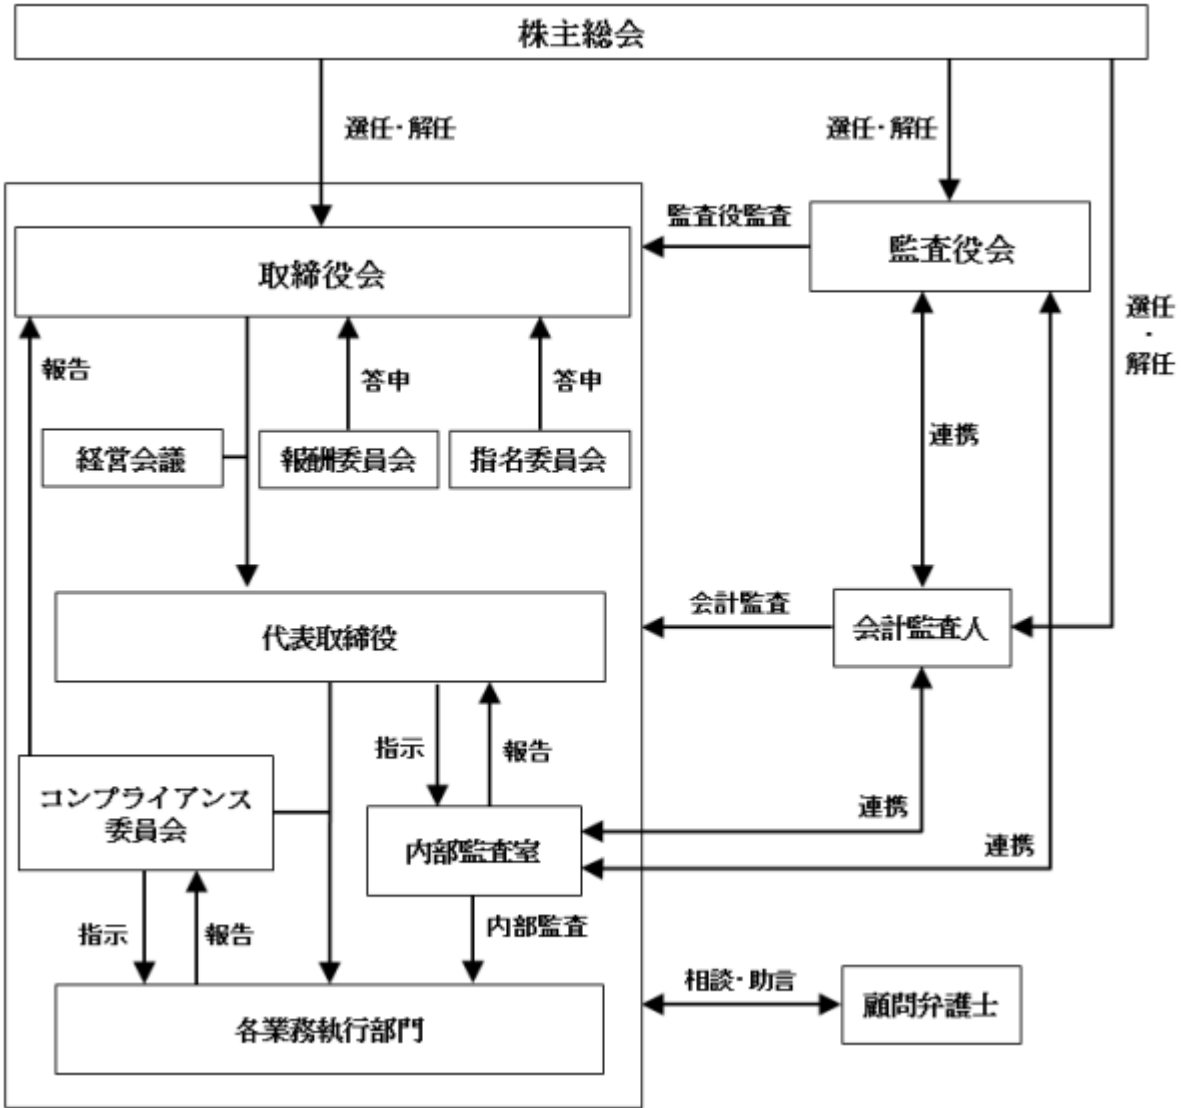 株主総会
選任・解任
選任・解任
監査役監査
監査役会
取締役会
選任
・
解任
報告
答申
答申
連携
経営会議
報酬委員会
指名委員会
会計監査
会計監査人
代表取締役
指示
報告
コンプライアンス
委員会
連携
連携
内部監査室
指示
報告
内部監査
相談・助言
顧問弁護士
各業務執行部門